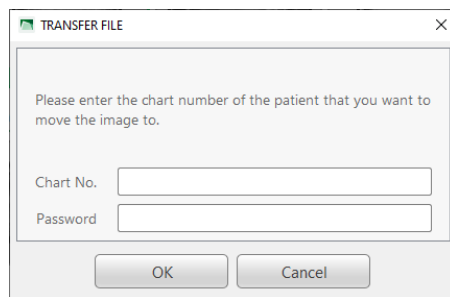 TRANSFER FILE
Please enter the chart number of the patient that you want to
move the image to.
Chart No.
Password
OK Cancel